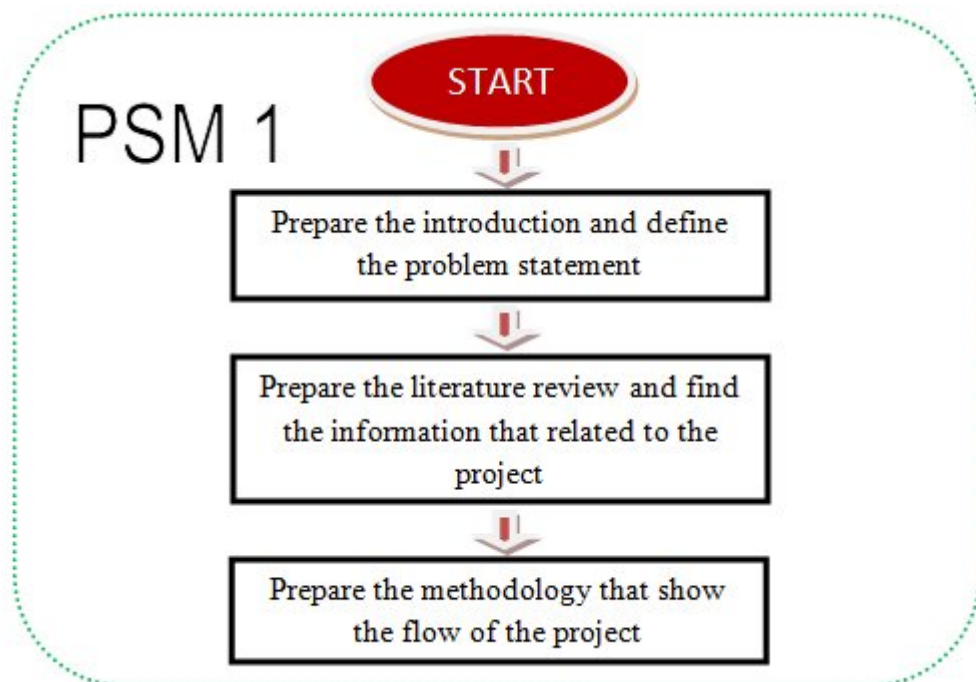 START
PSM 1
Prepare the introduction and define
the problem statement
Prepare the literature review and find
the information that related to the
project
Prepare the methodology that show
the flow of the project